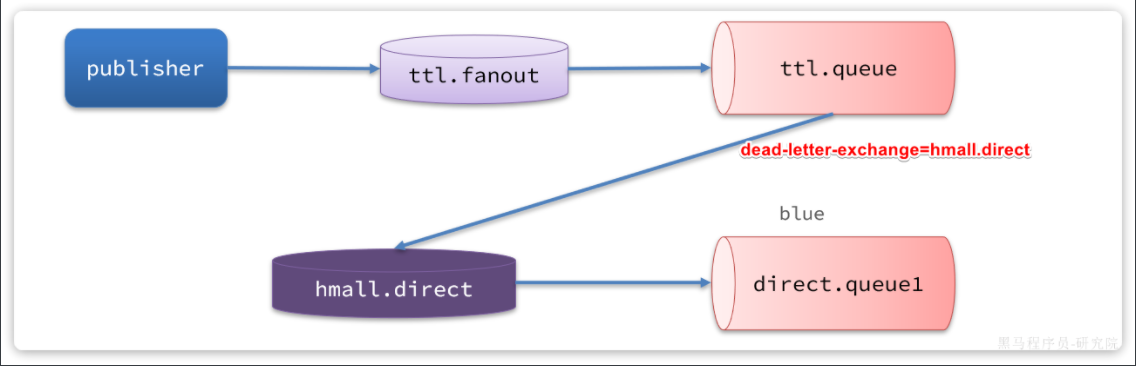 publisher
ttl.fanout
ttl.queue
dead-letter-exchange=hmall.direct
blue
hmall.direct
direct.queue1
黑马程序员-研究院